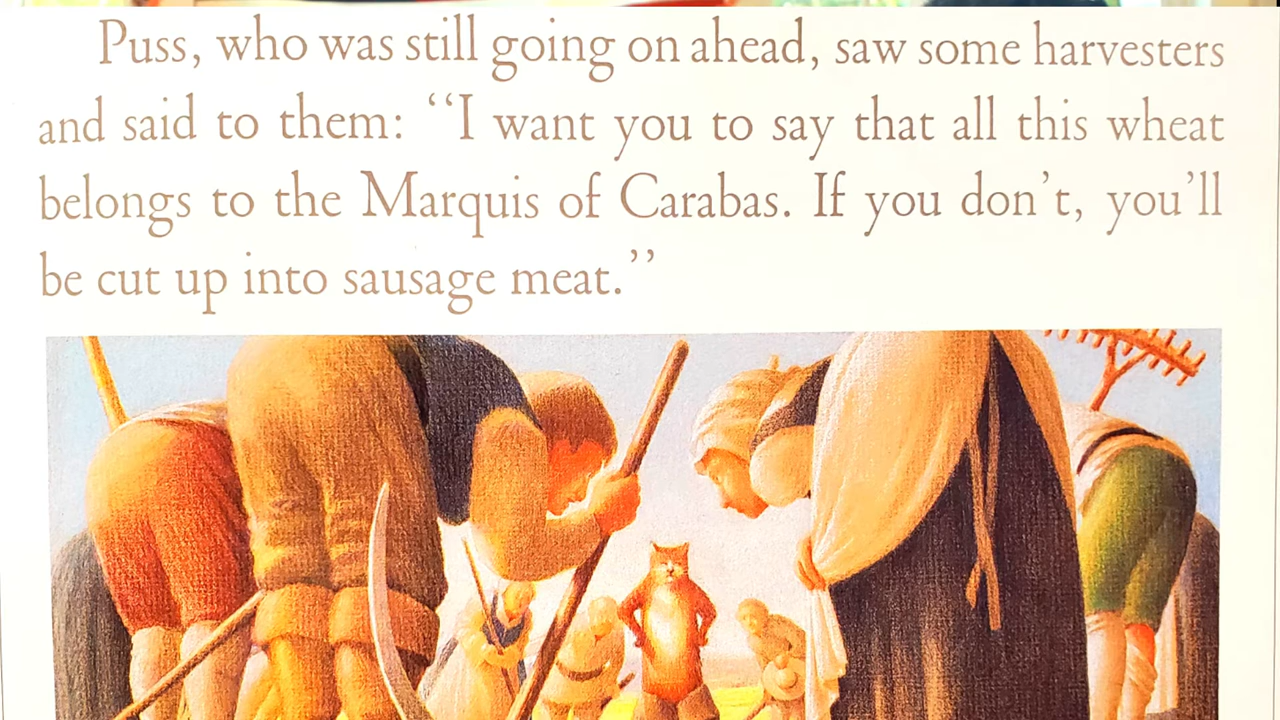 Puss, who was still going on ahead, saw some harvesters
and said to them: “I want you to say that all this wheat
belongs to the Marquis of Carabas. If you don’t, you’ll
be cut up into sausage meat.”